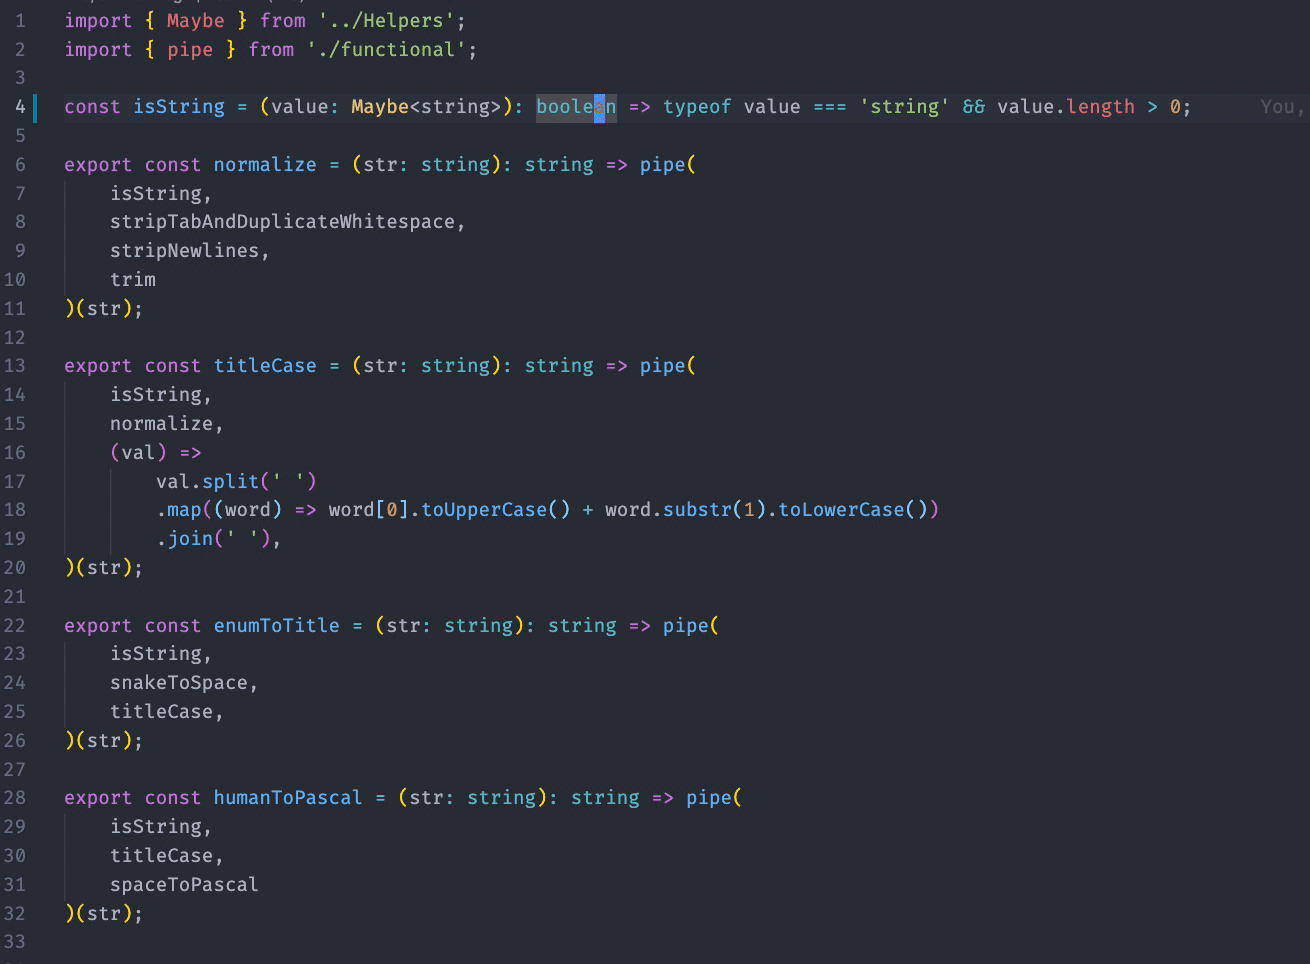 1 import { Maybe } from '../Helpers';
2 import { pipe } from './functional';
3
4 const isString = (value: Maybe<string>): boolean => typeof value === 'string' && value.length > 0; You,
5
6 export const normalize = (str: string): string => pipe(
7 isString,
8 stripTabAndDuplicateWhitespace,
9 stripNewlines,
10 trim
11 )(str);
12
13 export const titleCase = (str: string): string => pipe(
14 isString,
15 normalize,
16 (val) =>
17 val.split(' ')
18 .map((word) => word[0].toUpperCase() + word.substr(1).toLowerCase())
19 .join(' '),
20 )(str);
21
22 export const enumToTitle = (str: string): string => pipe(
23 isString,
24 snakeToSpace,
25 titleCase,
26 )(str);
27
28 export const humanToPascal = (str: string): string => pipe(
29 isString,
30 titleCase,
31 spaceToPascal
32 )(str);
33